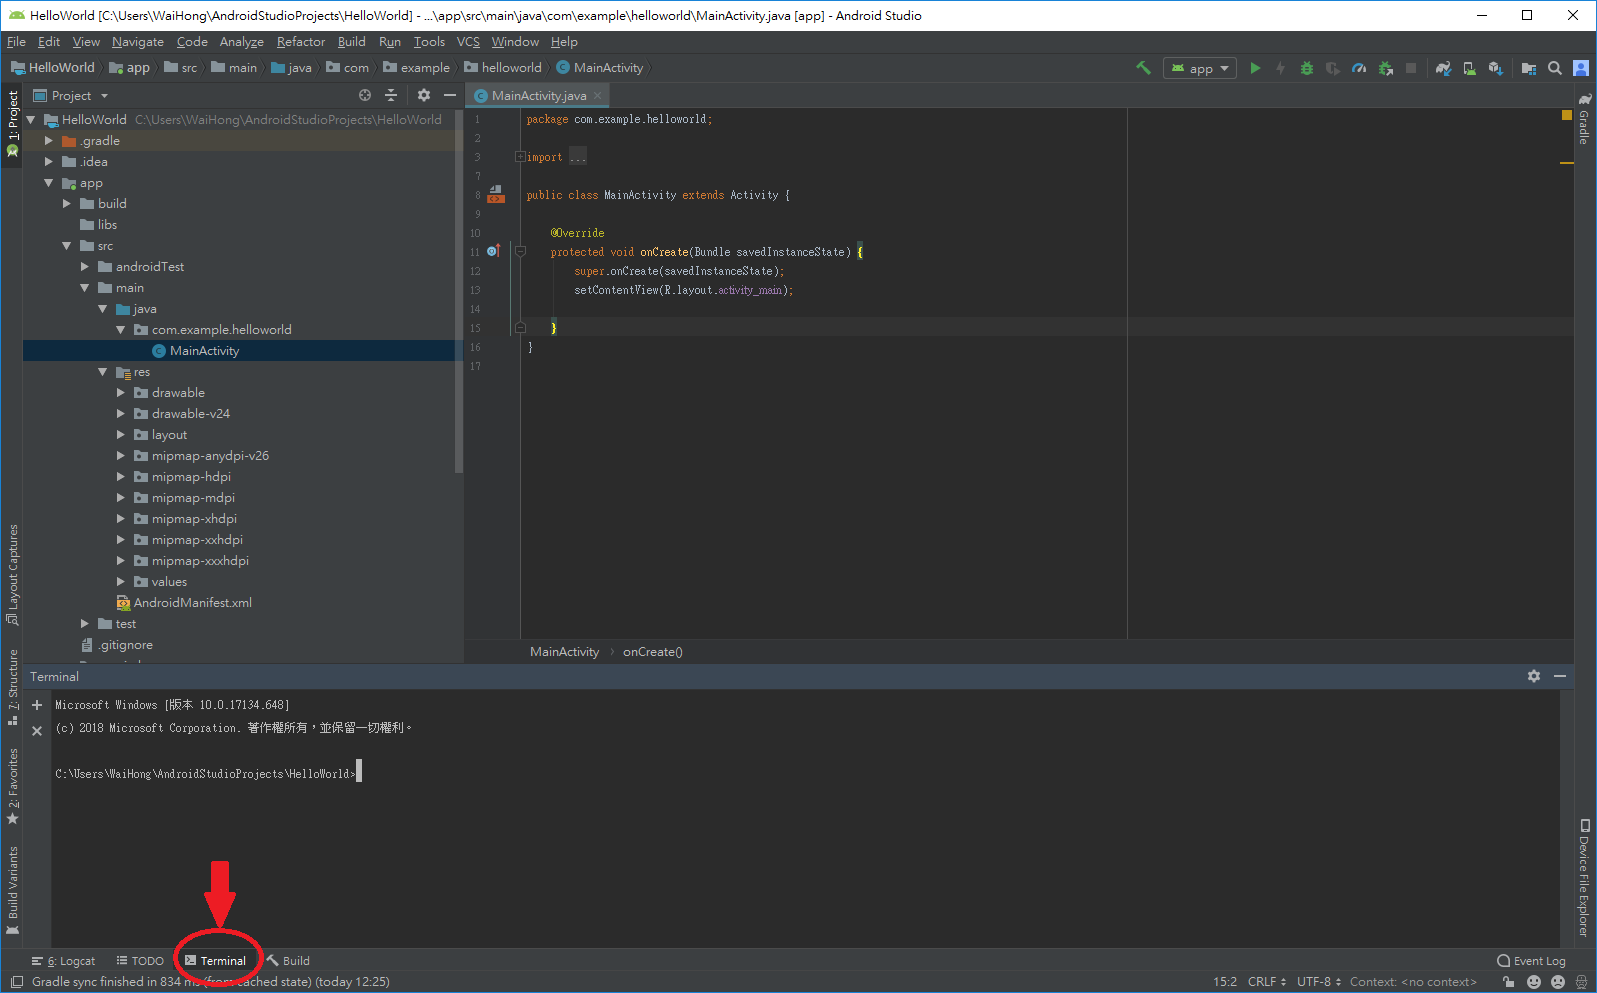 HelloWorld [C:\Users\WaiHong\AndroidStudioProjects\HelloWorld] - ...\app\src\main\java\com\example\helloworld\MainActivity.java [app] - Android Studio
File Edit View Navigate Code Analyze Refactor Build Run Tools VCS Window Help
HelloWorld app src main java com example helloworld MainActivity app
1: Project
Layout Captures
7: Structure
2: Favorites
Build Variants
Project
HelloWorld C:\Users\WaiHong\AndroidStudioProjects\HelloWorld
.gradle
.idea
app
build
libs
src
androidTest
main
java
com.example.helloworld
MainActivity
res
drawable
drawable-v24
layout
mipmap-anydpi-v26
mipmap-hdpi
mipmap-mdpi
mipmap-xhdpi
mipmap-xxhdpi
mipmap-xxxhdpi
values
AndroidManifest.xml
test
.gitignore
MainActivity.java
1 package com.example.helloworld;
2
3 import ...
7
8 public class MainActivity extends Activity {
9
10 @Override
11 protected void onCreate(Bundle savedInstanceState) {
12 super.onCreate(savedInstanceState);
13 setContentView(R.layout.activity_main);
14
15 }
16 }
17
MainActivity onCreate()
Gradle
Device File Explorer
Terminal
Microsoft Windows [版本 10.0.17134.648]
(c) 2018 Microsoft Corporation. 著作權所有，並保留一切權利。
C:\Users\WaiHong\AndroidStudioProjects\HelloWorld>
6: Logcat TODO Terminal Build Event Log
Gradle sync finished in 834 ms (from cached state) (today 12:25) 15:2 CRLF UTF-8 Context: <no context>